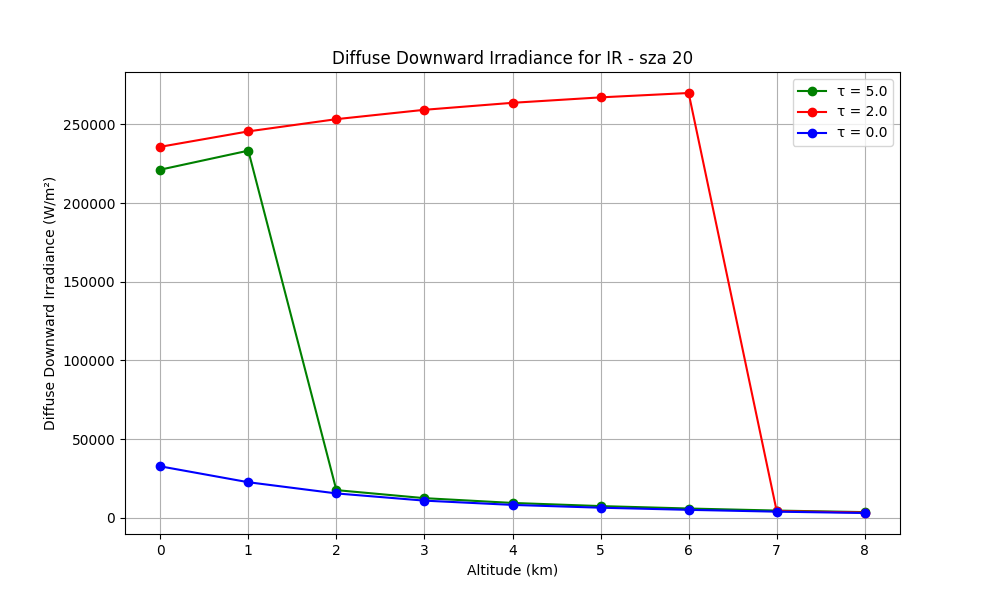 Diffuse Downward Irradiance for IR - sza 20
τ = 5.0
τ = 2.0
τ = 0.0
Diffuse Downward Irradiance (W/m²)
250000
200000
150000
100000
50000
0
0 1 2 3 4 5 6 7 8
Altitude (km)